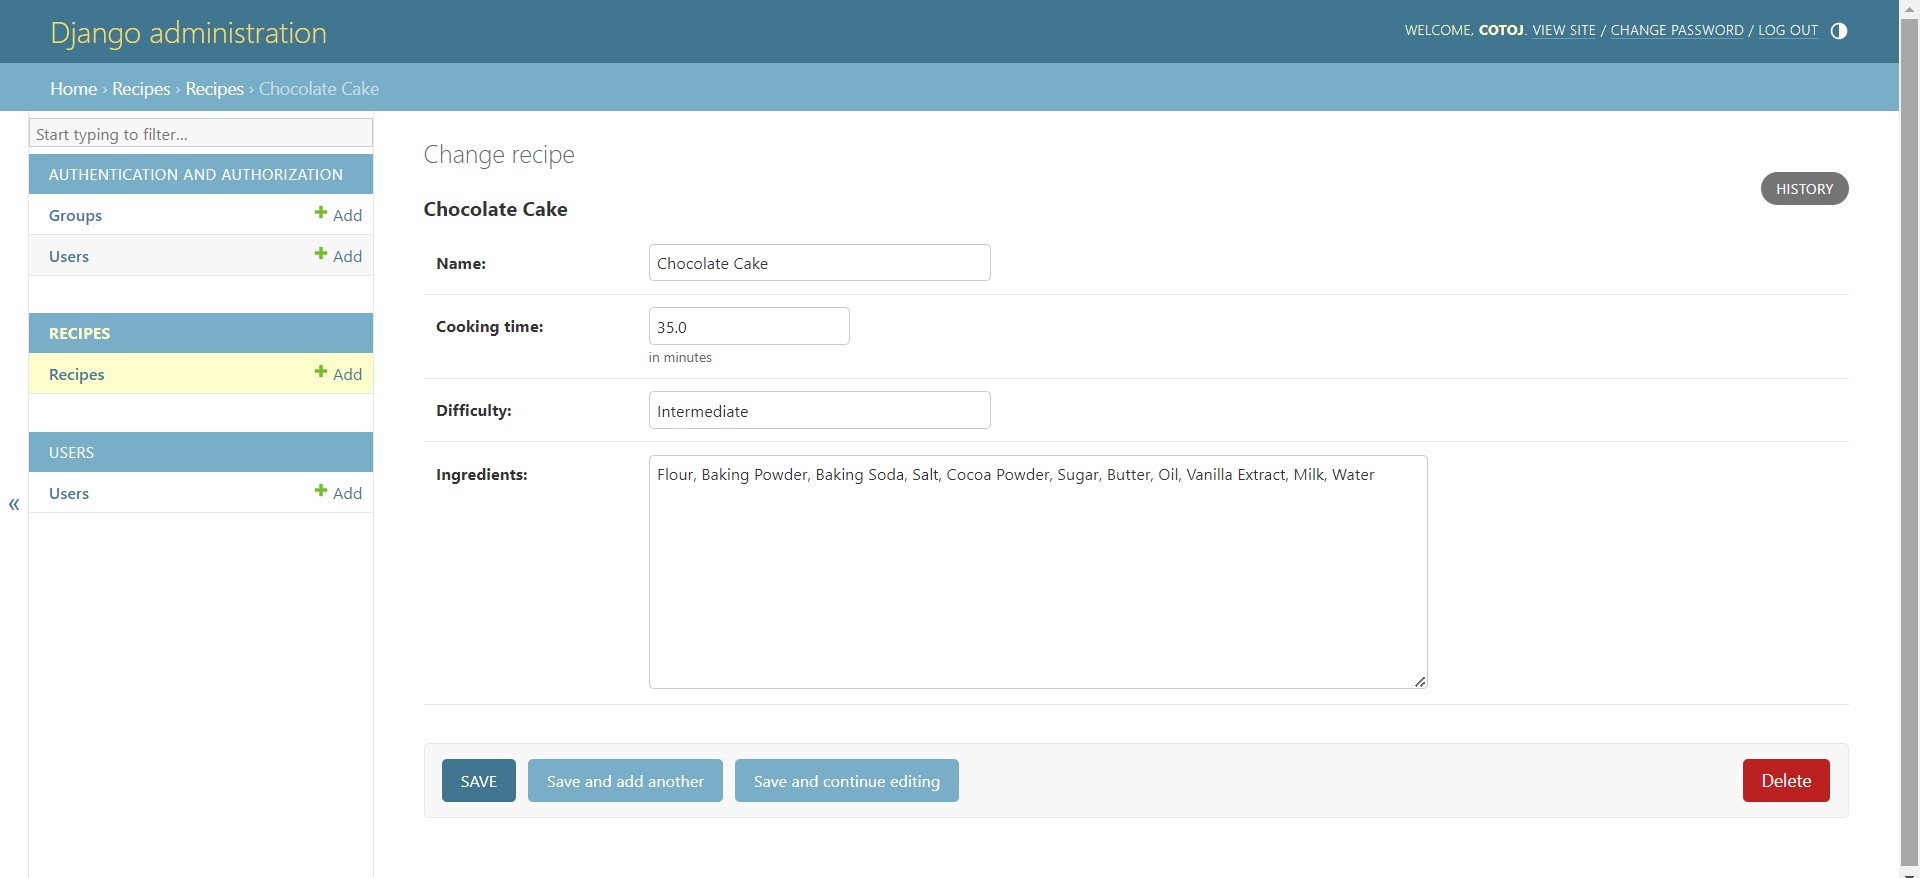 Django administration
WELCOME, COTOJ. VIEW SITE / CHANGE PASSWORD / LOG OUT
Home › Recipes › Recipes › Chocolate Cake
Start typing to filter...
AUTHENTICATION AND AUTHORIZATION
Groups + Add
Users + Add
RECIPES
Recipes + Add
USERS
Users + Add
«
Change recipe
HISTORY
Chocolate Cake
Name: Chocolate Cake
Cooking time: 35.0
in minutes
Difficulty: Intermediate
Ingredients: Flour, Baking Powder, Baking Soda, Salt, Cocoa Powder, Sugar, Butter, Oil, Vanilla Extract, Milk, Water
SAVE Save and add another Save and continue editing Delete